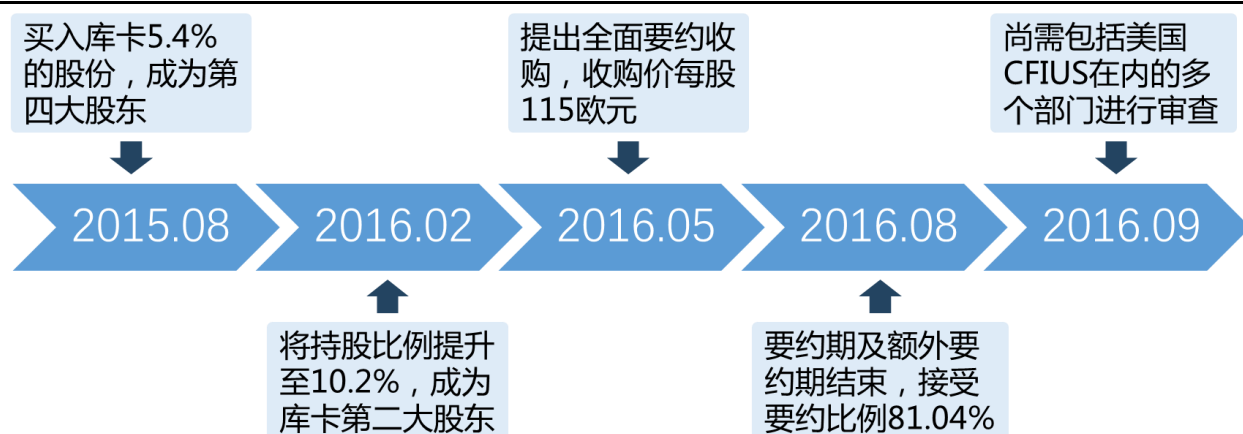 买入库卡5.4%
的股份，成为第
四大股东
提出全面要约收
购，收购价每股
115欧元
尚需包括美国
CFIUS在内的多
个部门进行审查
2015.08
2016.02
2016.05
2016.08
2016.09
将持股比例提升
至10.2%，成为
库卡第二大股东
要约期及额外要
约期结束，接受
要约比例81.04%